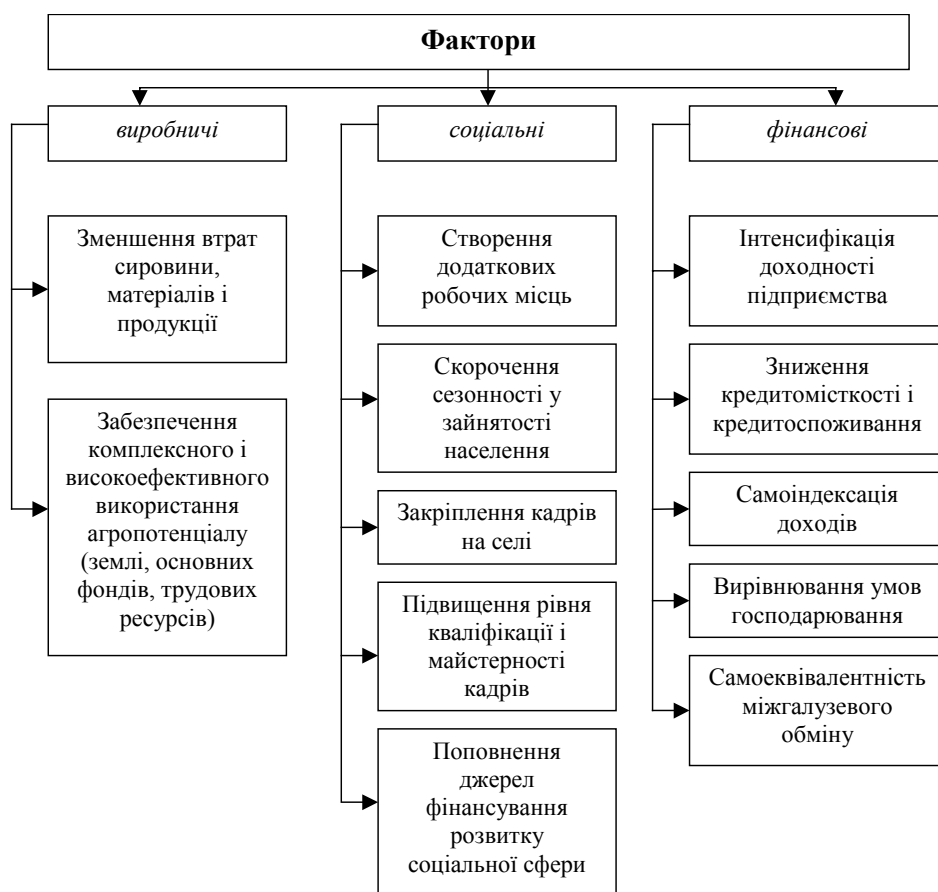 Фактори
виробничі
Зменшення втрат
сировини,
матеріалів і
продукції
Забезпечення
комплексного і
високоефективного
використання
агропотенціалу
(землі, основних
фондів, трудових
ресурсів)
соціальні
Створення
додаткових
робочих місць
Скорочення
сезонності у
зайнятості
населення
Закріплення кадрів
на селі
Підвищення рівня
кваліфікації і
майстерності
кадрів
Поповнення
джерел
фінансування
розвитку
соціальної сфери
фінансові
Інтенсифікація
доходності
підприємства
Зниження
кредитомісткості і
кредитоспоживання
Самоіндексація
доходів
Вирівнювання умов
господарювання
Самоеквівалентність
міжгалузевого
обміну